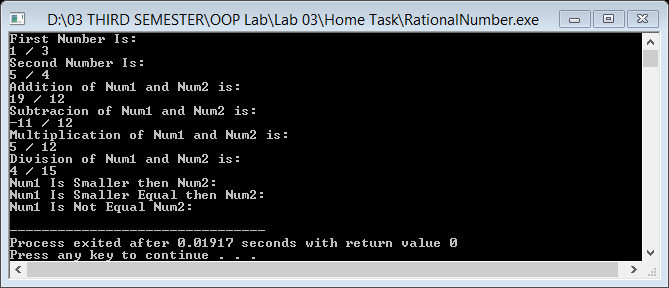 D:\03 THIRD SEMESTER\OOP Lab\Lab 03\Home Task\RationalNumber.exe
First Number Is:
1 / 3
Second Number Is:
5 / 4
Addition of Num1 and Num2 is:
19 / 12
Subtracion of Num1 and Num2 is:
-11 / 12
Multiplication of Num1 and Num2 is:
5 / 12
Division of Num1 and Num2 is:
4 / 15
Num1 Is Smaller then Num2:
Num1 Is Smaller Equal then Num2:
Num1 Is Not Equal Num2:
--------------------------------
Process exited after 0.01917 seconds with return value 0
Press any key to continue . . .